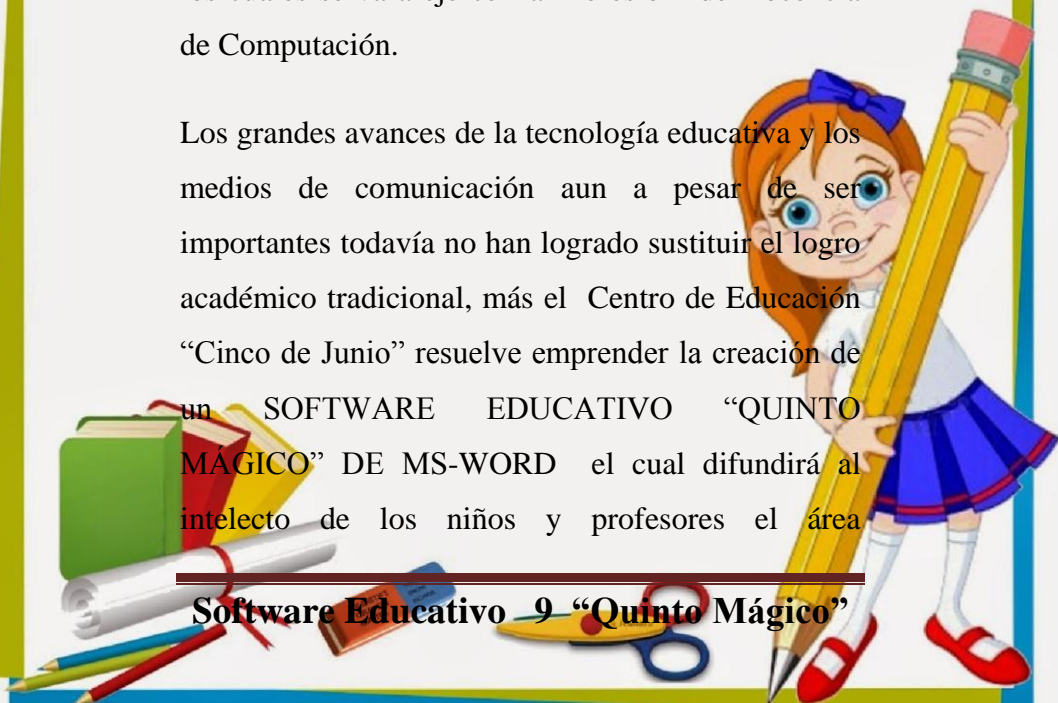 de Computación.
Los grandes avances de la tecnología educativa y los
medios de comunicación aun a pesar de ser
importantes todavía no han logrado sustituir el logro
académico tradicional, más el Centro de Educación
“Cinco de Junio” resuelve emprender la creación de
un SOFTWARE EDUCATIVO “QUINTO
MÁGICO” DE MS-WORD el cual difundirá al
intelecto de los niños y profesores el área
Software Educativo 9 “Quinto Mágico”